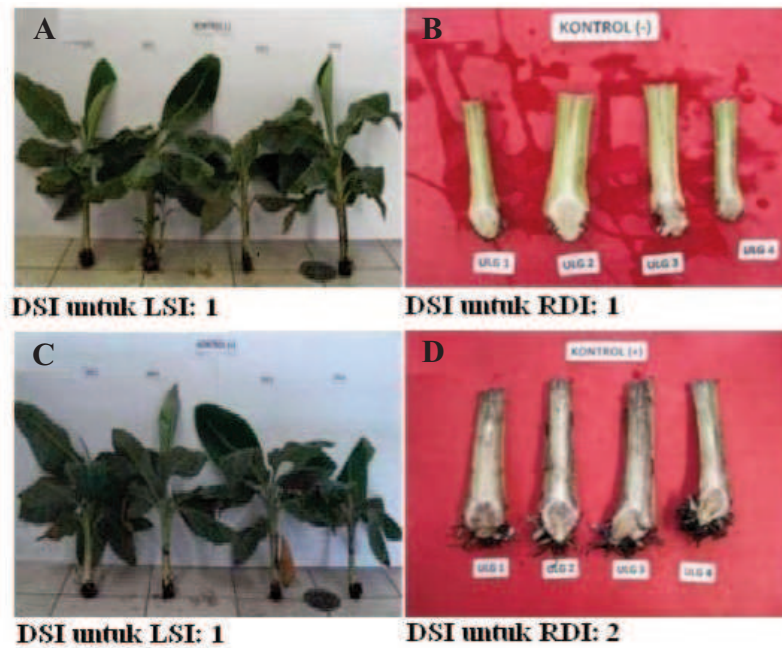 A
KONTROL (-)
B
KONTROL (-)
ULG 1
ULG 2
ULG 3
ULG 4
DSI untuk LSI: 1
DSI untuk RDI: 1
C
D
KONTROL (+)
ULG 1
ULG 2
ULG 3
ULG 4
DSI untuk LSI: 1
DSI untuk RDI: 2